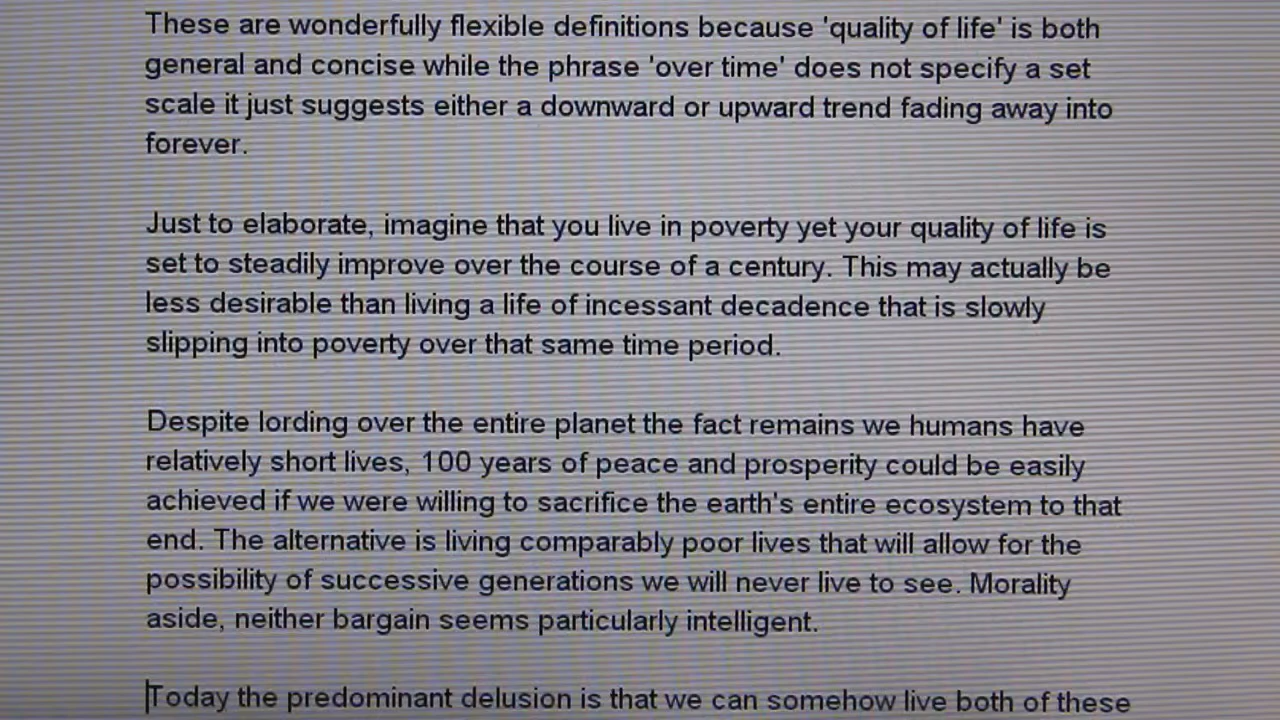 These are wonderfully flexible definitions because 'quality of life' is both
general and concise while the phrase 'over time' does not specify a set
scale it just suggests either a downward or upward trend fading away into
forever.
Just to elaborate, imagine that you live in poverty yet your quality of life is
set to steadily improve over the course of a century. This may actually be
less desirable than living a life of incessant decadence that is slowly
slipping into poverty over that same time period.
Despite lording over the entire planet the fact remains we humans have
relatively short lives, 100 years of peace and prosperity could be easily
achieved if we were willing to sacrifice the earth's entire ecosystem to that
end. The alternative is living comparably poor lives that will allow for the
possibility of successive generations we will never live to see. Morality
aside, neither bargain seems particularly intelligent.
Today the predominant delusion is that we can somehow live both of these